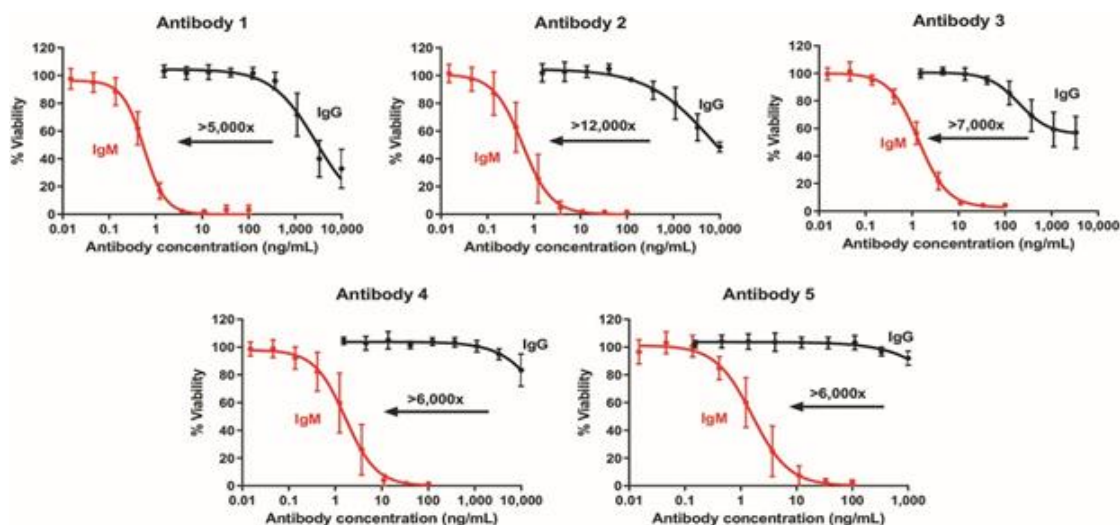 Antibody 1
% Viability
120
100
80
60
40
20
0
IgM
>5,000x
IgG
0.01 0.1 1 10 100 1,000 10,000
Antibody concentration (ng/mL)
Antibody 2
% Viability
120
100
80
60
40
20
0
IgM
>12,000x
IgG
0.01 0.1 1 10 100 1,000 10,000
Antibody concentration (ng/mL)
Antibody 3
% Viability
120
100
80
60
40
20
0
IgM
>7,000x
IgG
0.01 0.1 1 10 100 1,000 10,000
Antibody concentration (ng/mL)
Antibody 4
% Viability
120
100
80
60
40
20
0
IgM
>6,000x
IgG
0.01 0.1 1 10 100 1,000 10,000
Antibody concentration (ng/mL)
Antibody 5
% Viability
120
100
80
60
40
20
0
IgM
>6,000x
IgG
0.01 0.1 1 10 100 1,000
Antibody concentration (ng/mL)